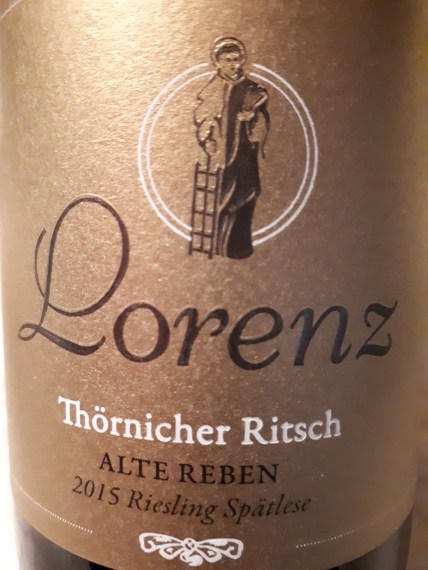 Lorenz
Thörnicher Ritsch
ALTE REBEN
2015 Riesling Spätlese